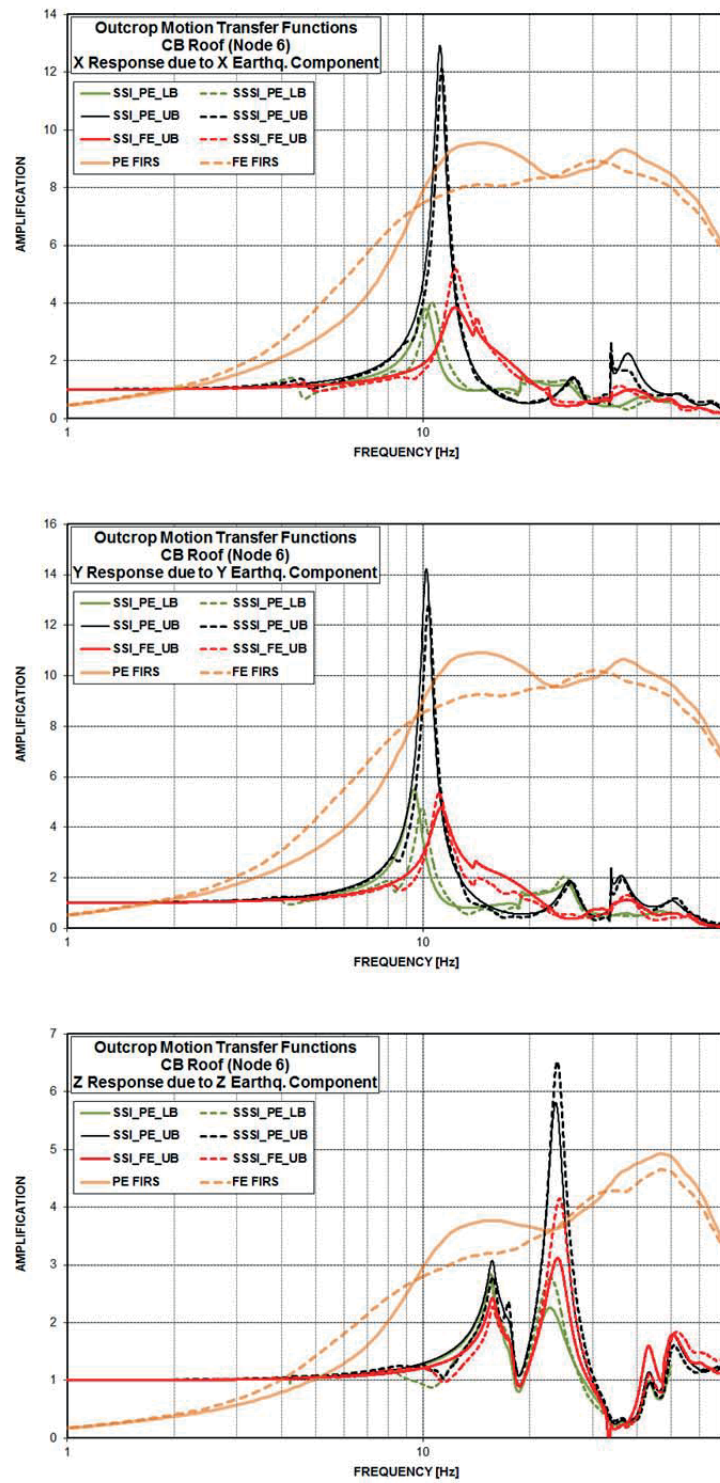 Outcrop Motion Transfer Functions
CB Roof (Node 6)
X Response due to X Earthq. Component
SSI_PE_LB SSSI_PE_LB
SSI_PE_UB SSSI_PE_UB
SSI_FE_UB SSSI_FE_UB
PE FIRS FE FIRS
AMPLIFICATION
14
12
10
8
6
4
2
0
1 10
FREQUENCY [Hz]
Outcrop Motion Transfer Functions
CB Roof (Node 6)
Y Response due to Y Earthq. Component
SSI_PE_LB SSSI_PE_LB
SSI_PE_UB SSSI_PE_UB
SSI_FE_UB SSSI_FE_UB
PE FIRS FE FIRS
AMPLIFICATION
16
14
12
10
8
6
4
2
0
1 10
FREQUENCY [Hz]
Outcrop Motion Transfer Functions
CB Roof (Node 6)
Z Response due to Z Earthq. Component
SSI_PE_LB SSSI_PE_LB
SSI_PE_UB SSSI_PE_UB
SSI_FE_UB SSSI_FE_UB
PE FIRS FE FIRS
AMPLIFICATION
7
6
5
4
3
2
1
0
1 10
FREQUENCY [Hz]